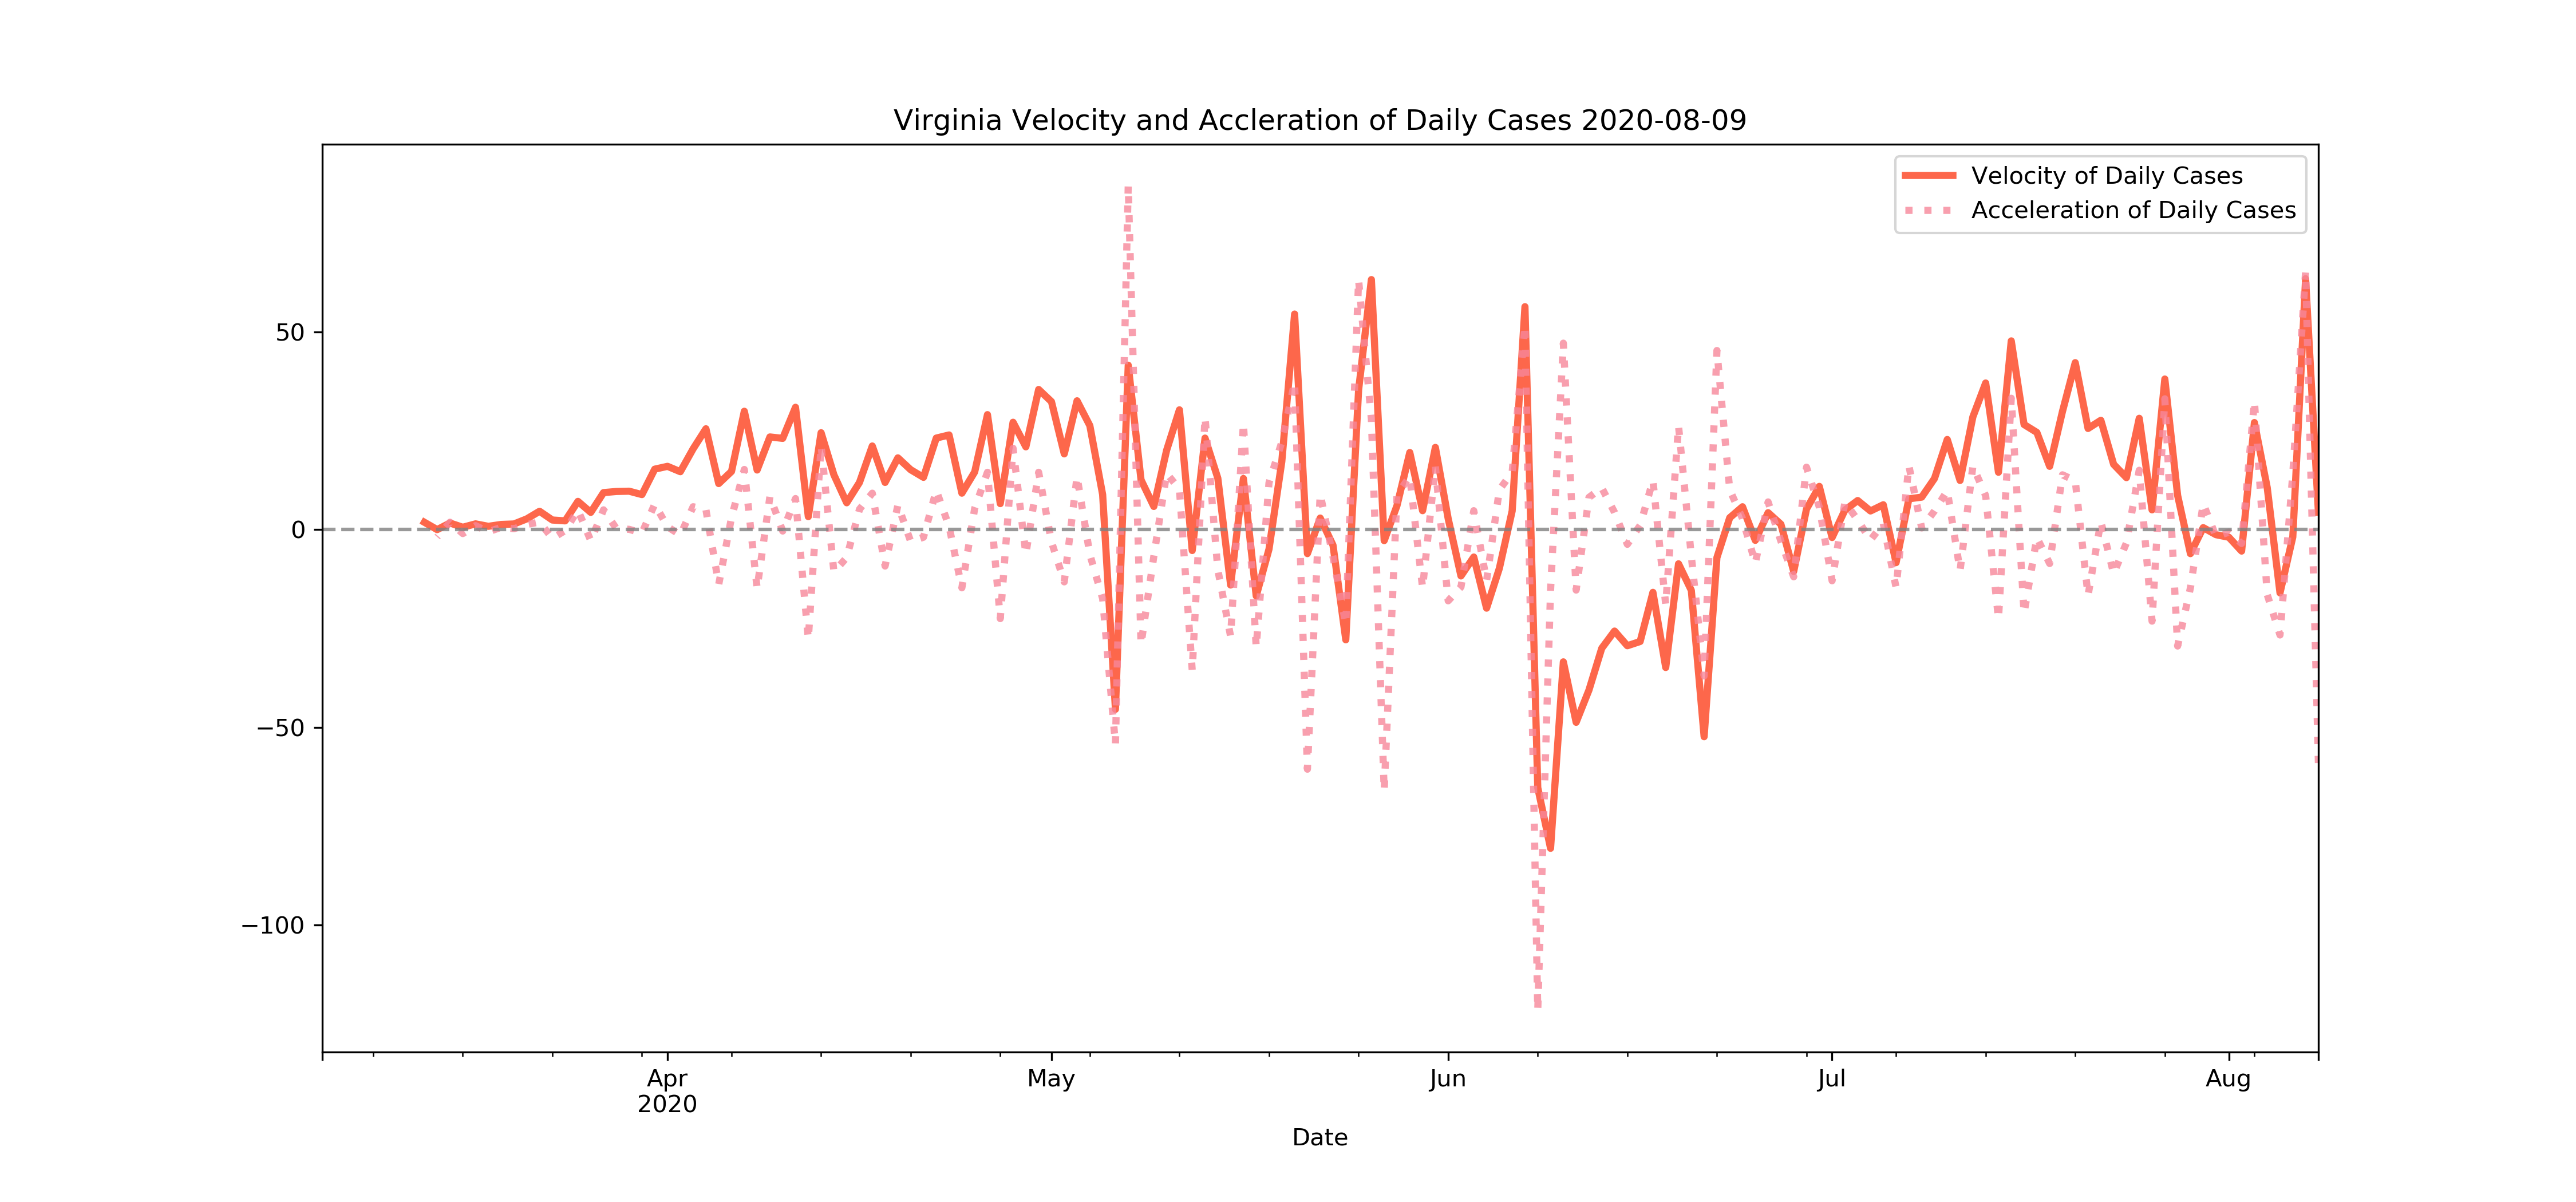 Virginia Velocity and Accleration of Daily Cases 2020-08-09
Velocity of Daily Cases
Acceleration of Daily Cases
50
0
−50
−100
Apr
2020
May
Jun
Jul
Aug
Date